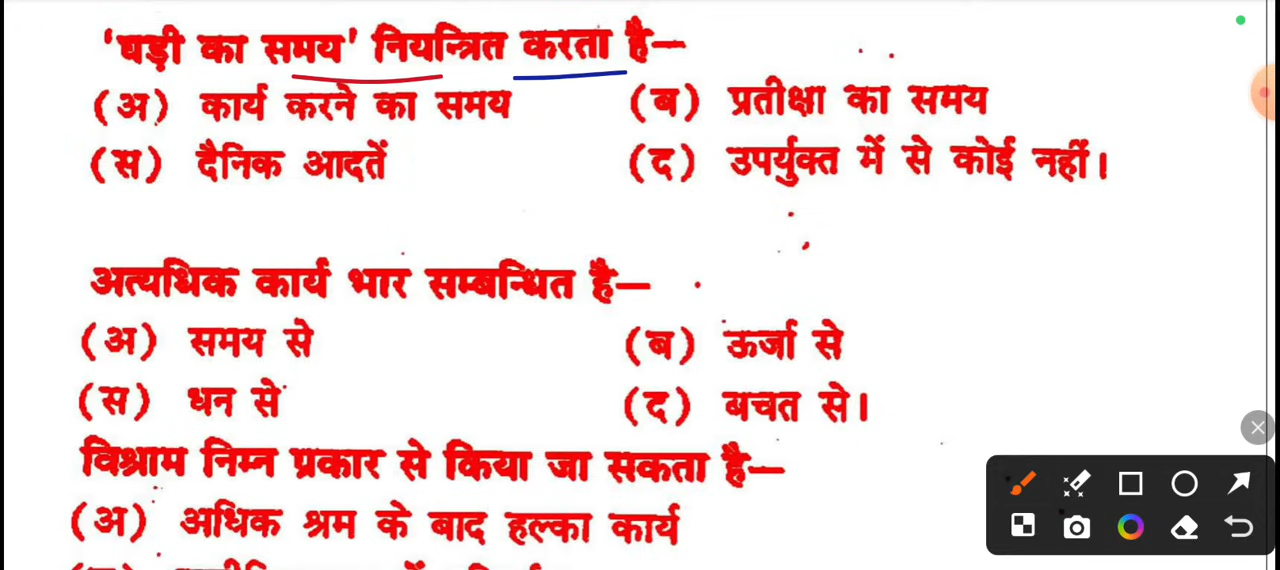 'घड़ी का समय' नियन्त्रित करता है—
(अ) कार्य करने का समय (ब) प्रतीक्षा का समय
(स) दैनिक आदतें (द) उपर्युक्त में से कोई नहीं।
अत्यधिक कार्य भार सम्बन्धित है—
(अ) समय से (ब) ऊर्जा से
(स) धन से (द) बचत से।
विश्राम निम्न प्रकार से किया जा सकता है—
(अ) अधिक श्रम के बाद हल्का कार्य